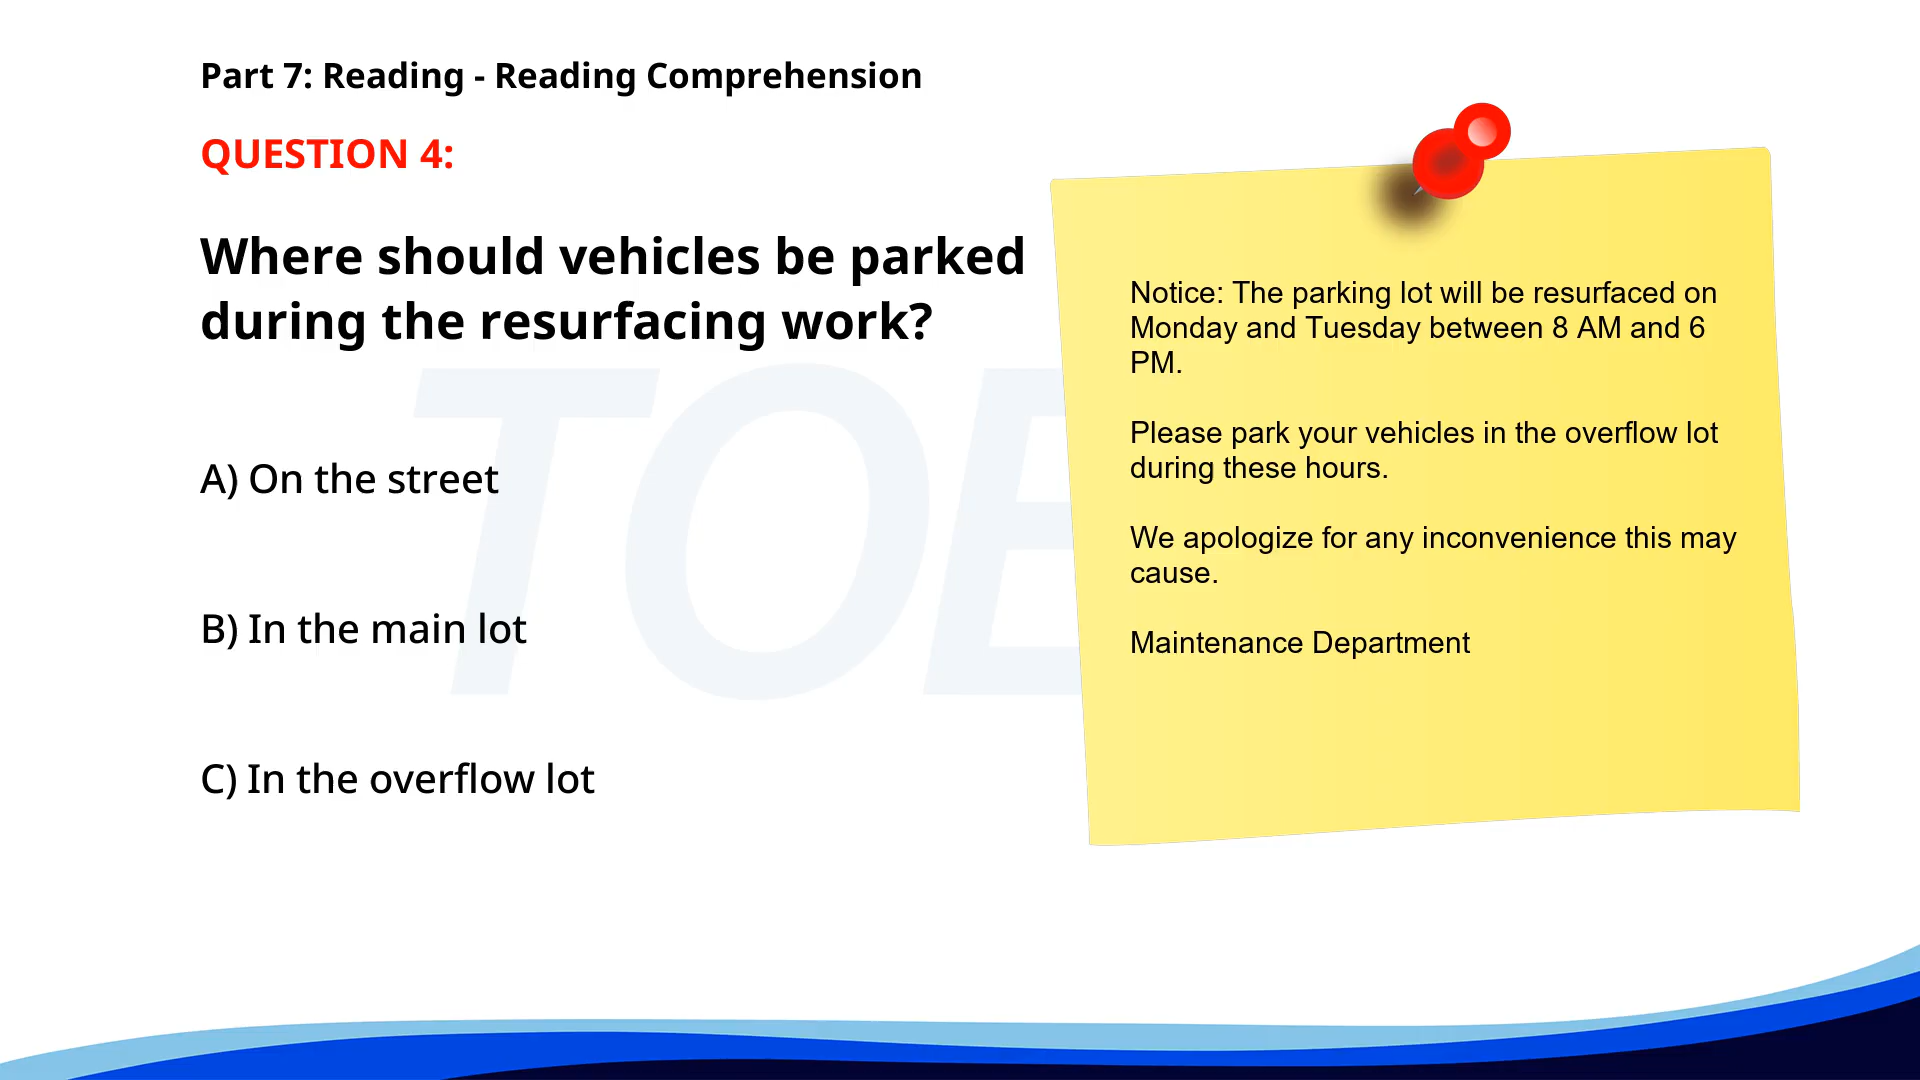 Part 7: Reading - Reading Comprehension
QUESTION 4:
Where should vehicles be parked
during the resurfacing work?
A) On the street
B) In the main lot
C) In the overflow lot
Notice: The parking lot will be resurfaced on
Monday and Tuesday between 8 AM and 6
PM.
Please park your vehicles in the overflow lot
during these hours.
We apologize for any inconvenience this may
cause.
Maintenance Department
TOE